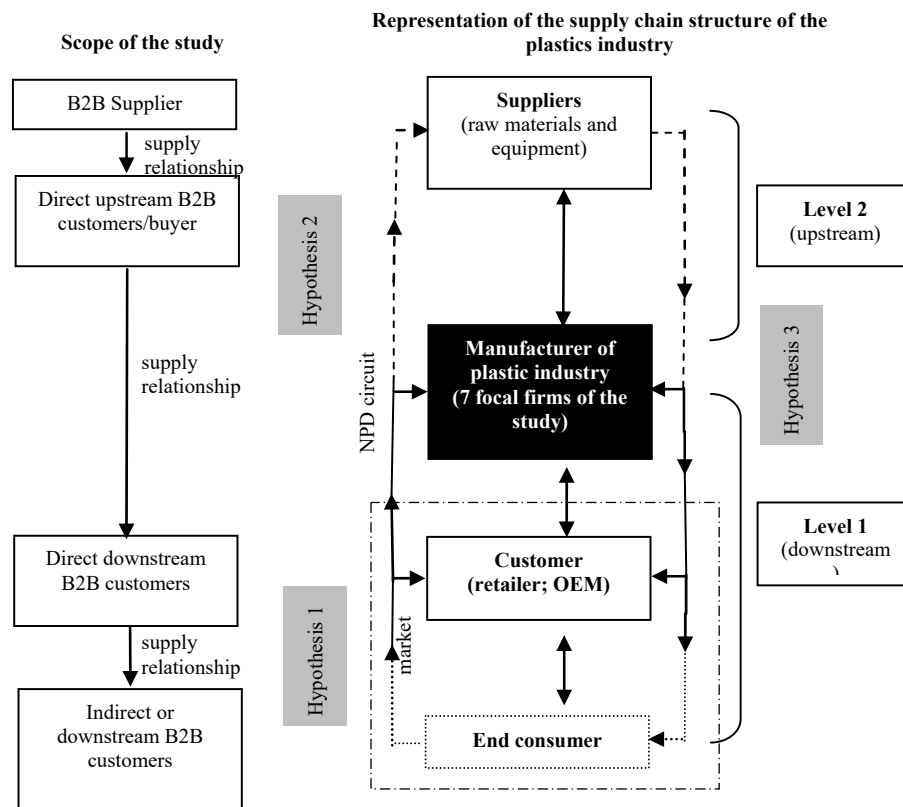 Scope of the study
B2B Supplier
supply
relationship
Direct upstream B2B
customers/buyer
supply
relationship
Direct downstream
B2B customers
supply
relationship
Indirect or
downstream B2B
customers
Representation of the supply chain structure of the
plastics industry
Suppliers
(raw materials and
equipment)
Hypothesis 2
Level 2
(upstream)
NPD circuit
Manufacturer of
plastic industry
(7 focal firms of the
study)
Hypothesis 3
Customer
(retailer; OEM)
Level 1
(downstream
)
Hypothesis 1
market
End consumer